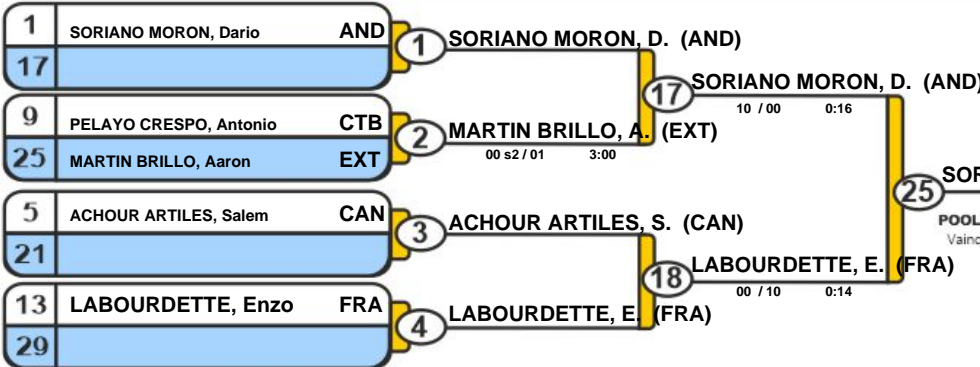 1 SORIANO MORON, Dario AND
17
1 SORIANO MORON, D. (AND)
9 PELAYO CRESPO, Antonio CTB
25 MARTIN BRILLO, Aaron EXT
2 MARTIN BRILLO, A. (EXT)
00 s2 / 01 3:00
17 SORIANO MORON, D. (AND)
10 / 00 0:16
5 ACHOUR ARTILES, Salem CAN
21
3 ACHOUR ARTILES, S. (CAN)
13 LABOURDETTE, Enzo FRA
29
4 LABOURDETTE, E. (FRA)
18 LABOURDETTE, E. (FRA)
00 / 10 0:14
25 SOR
POOL
Vainc